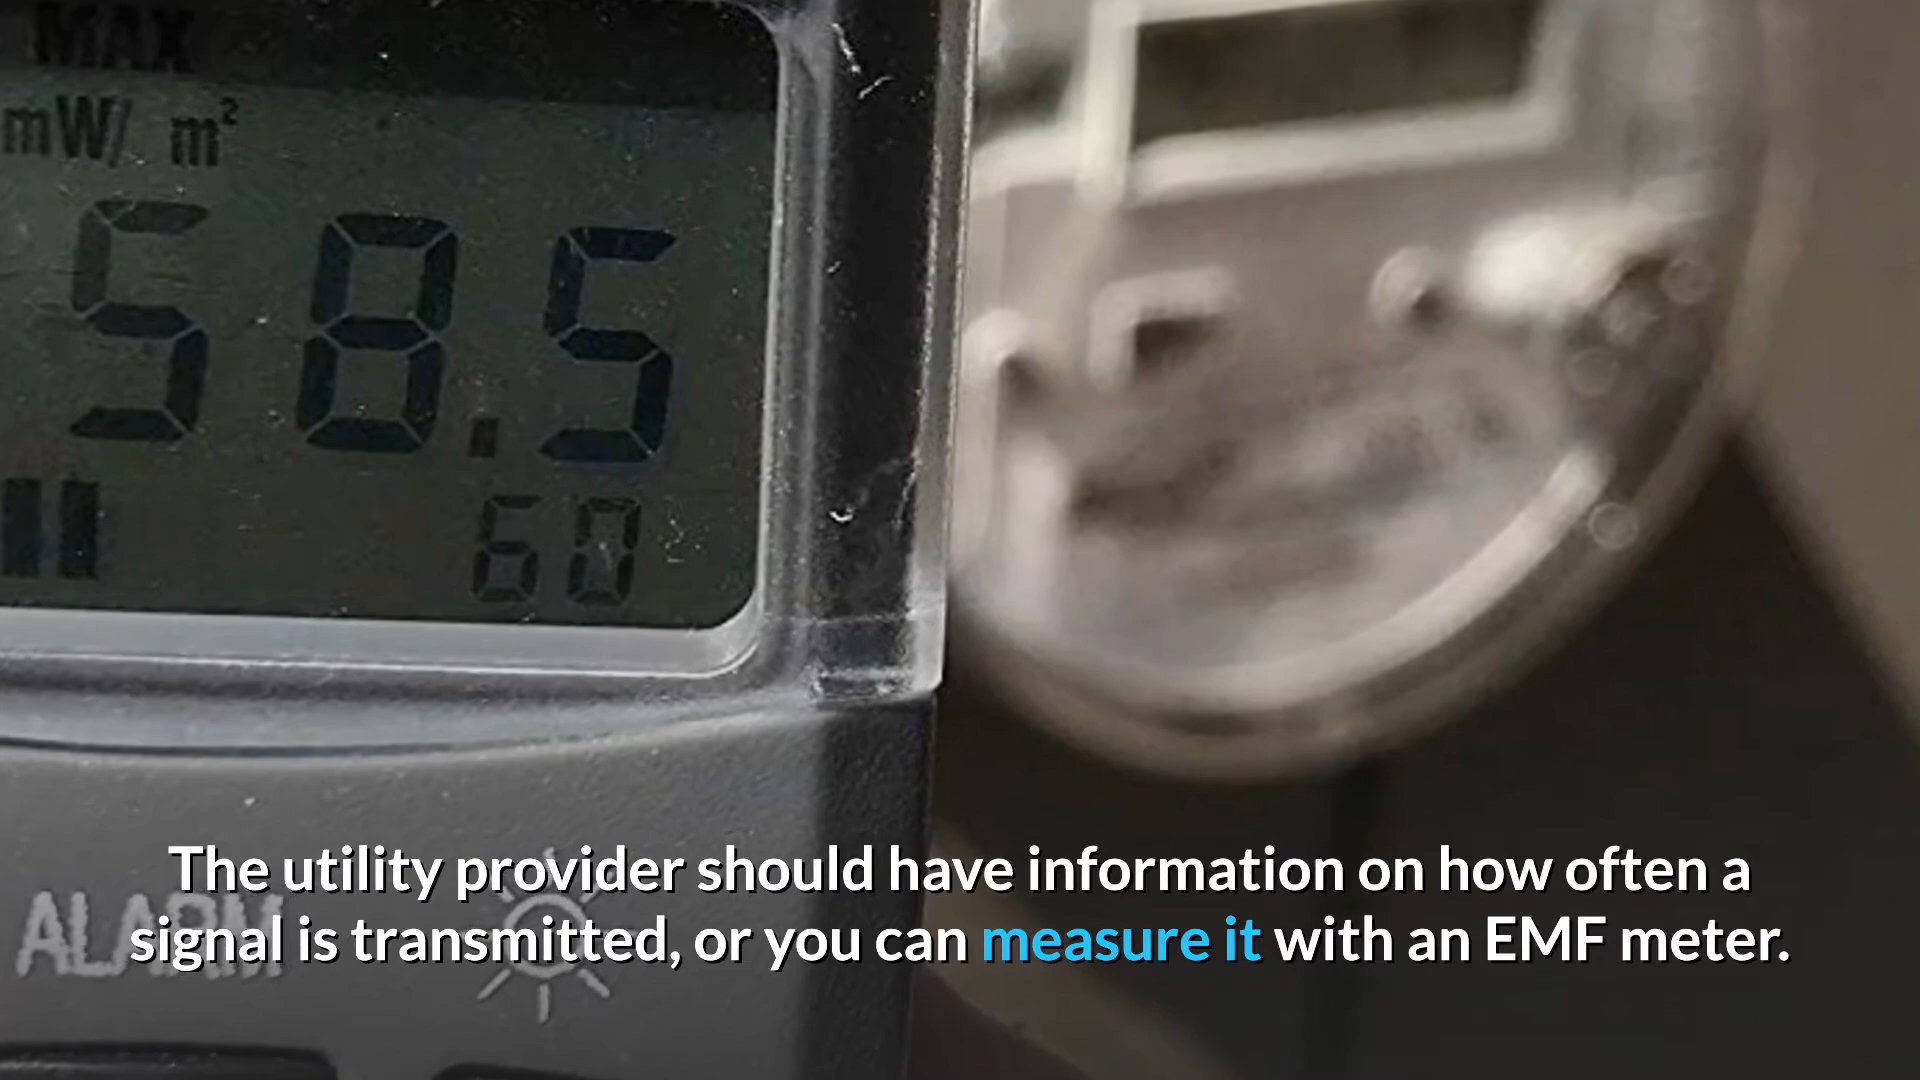 MAX
mW/ m²
58.5
60
ALARM
The utility provider should have information on how often a
signal is transmitted, or you can measure it with an EMF meter.